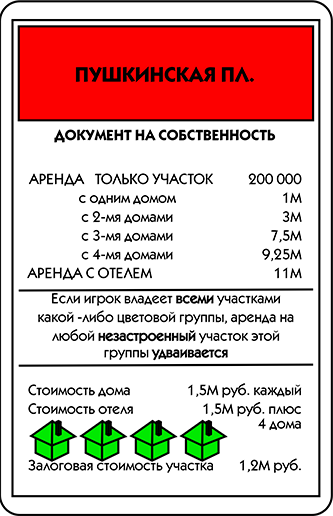 ПУШКИНСКАЯ ПЛ.
ДОКУМЕНТ НА СОБСТВЕННОСТЬ
АРЕНДА ТОЛЬКО УЧАСТОК 200 000
с одним домом 1М
с 2-мя домами 3М
с 3-мя домами 7,5М
с 4-мя домами 9,25М
АРЕНДА С ОТЕЛЕМ 11М
Если игрок владеет всеми участками
какой -либо цветовой группы, аренда на
любой незастроенный участок этой
группы удваивается
Стоимость дома 1,5М руб. каждый
Стоимость отеля 1,5М руб. плюс
4 дома
Залоговая стоимость участка 1,2М руб.